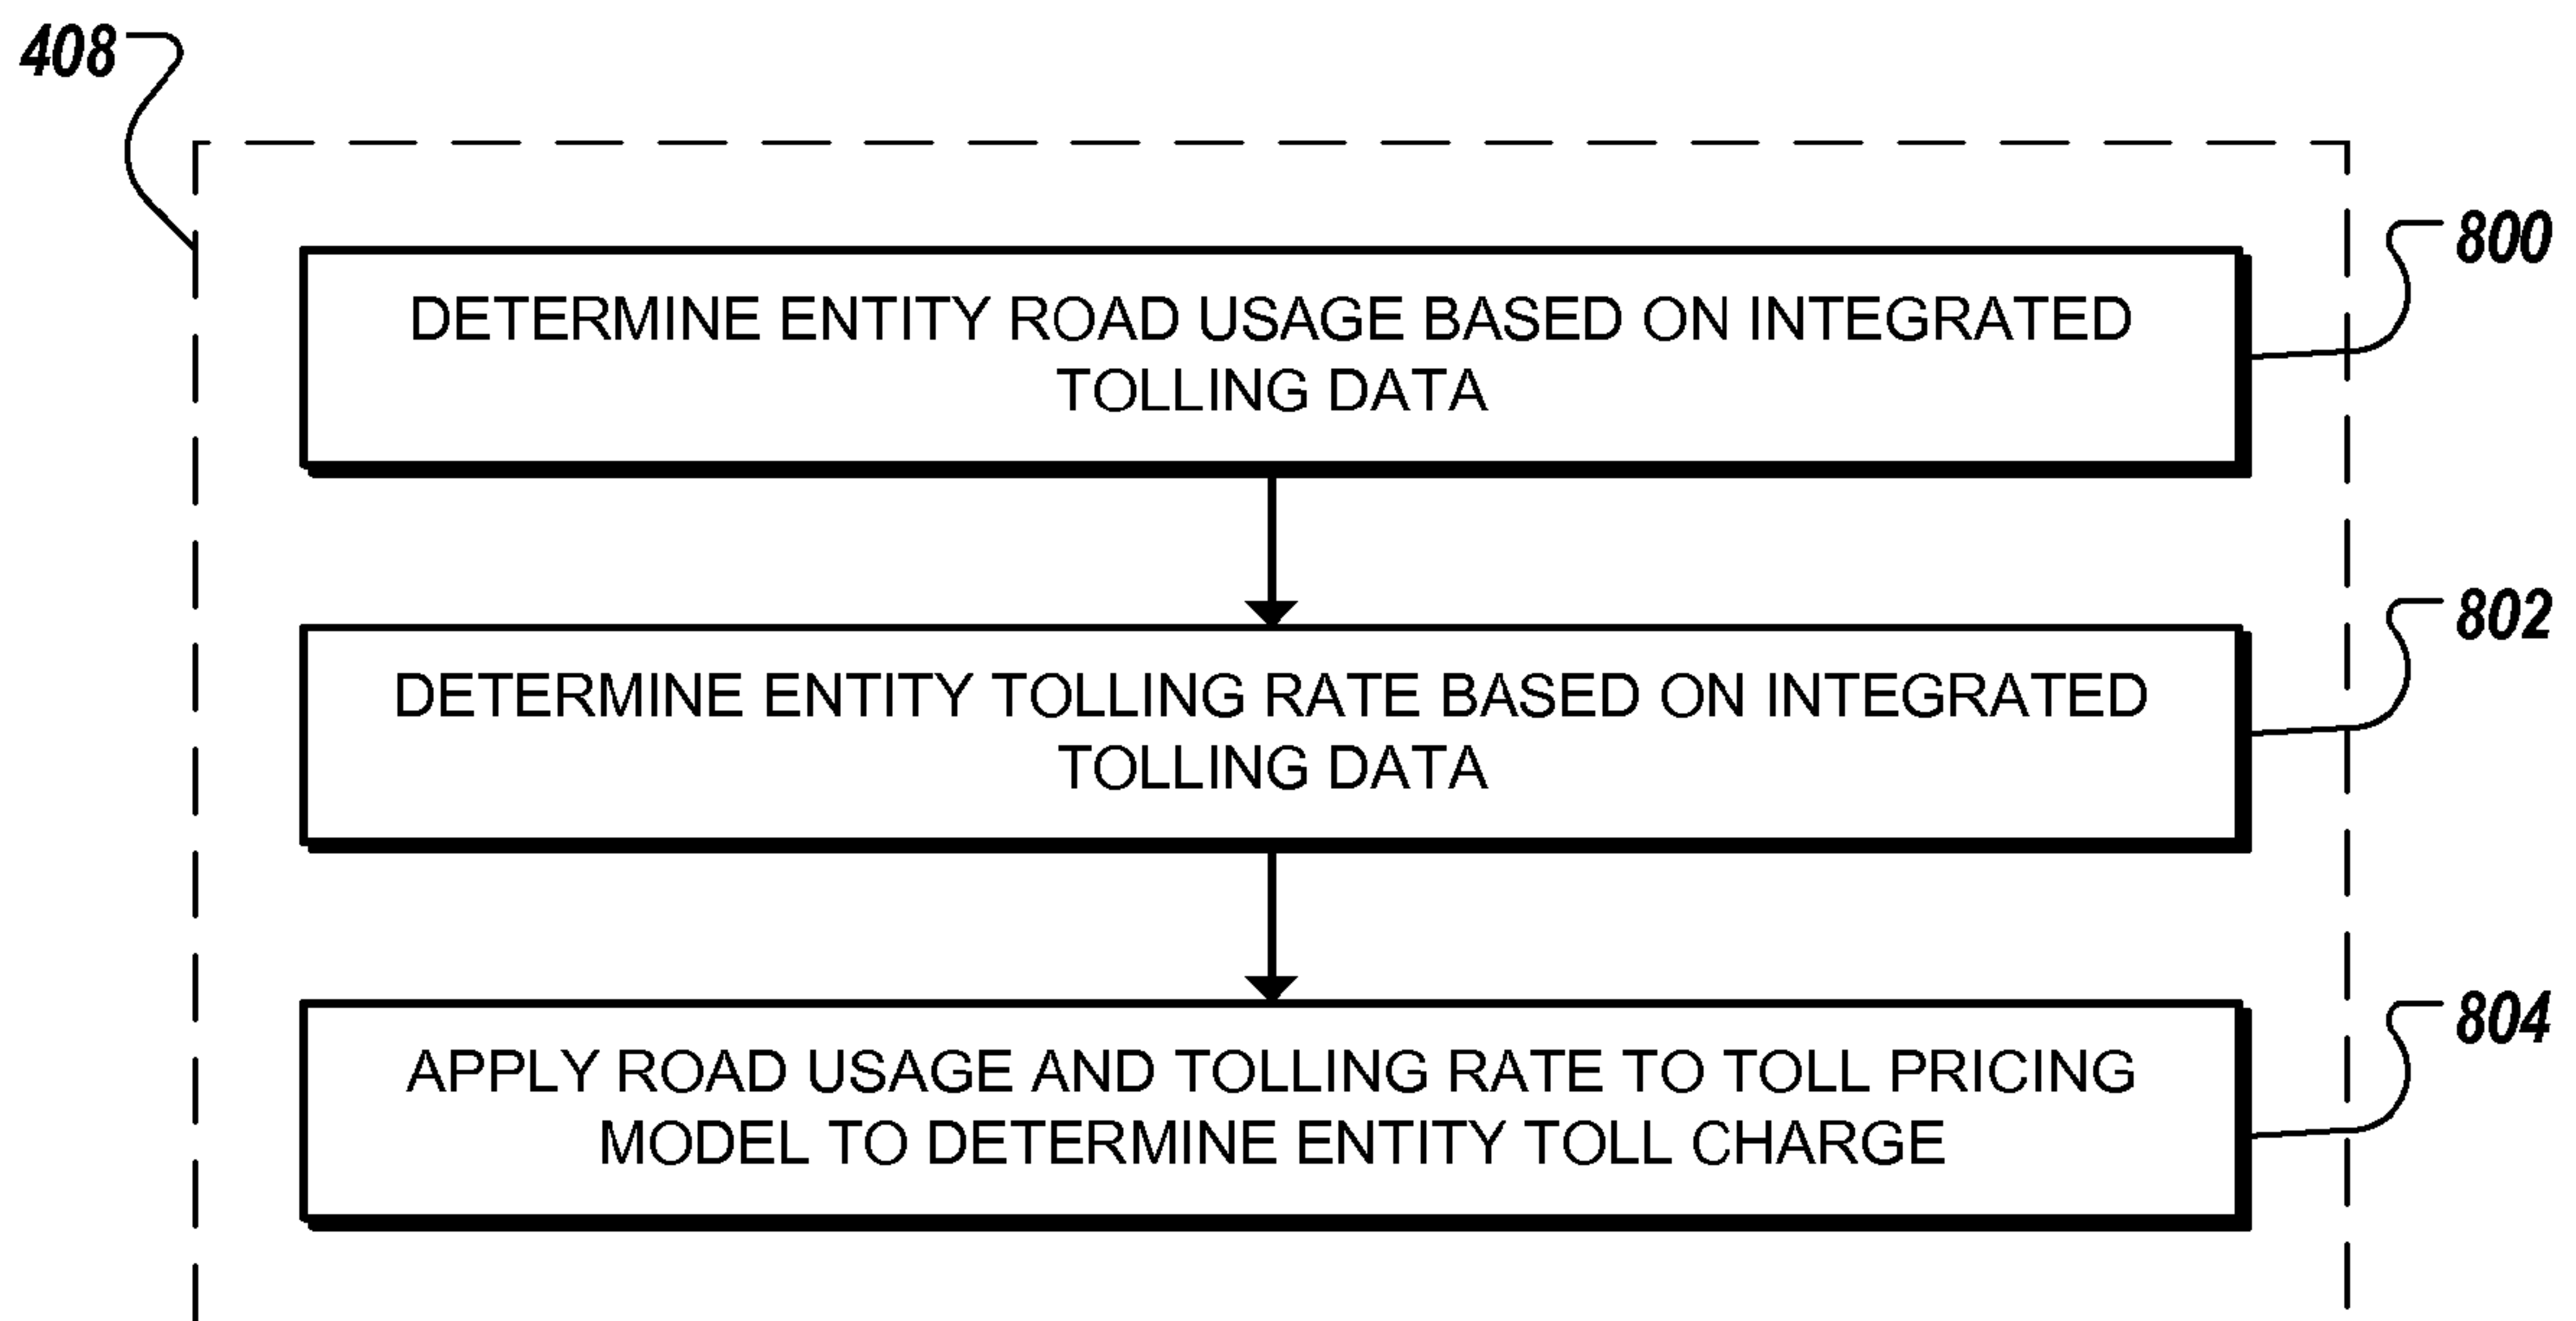 408
800
DETERMINE ENTITY ROAD USAGE BASED ON INTEGRATED
TOLLING DATA
802
DETERMINE ENTITY TOLLING RATE BASED ON INTEGRATED
TOLLING DATA
804
APPLY ROAD USAGE AND TOLLING RATE TO TOLL PRICING
MODEL TO DETERMINE ENTITY TOLL CHARGE